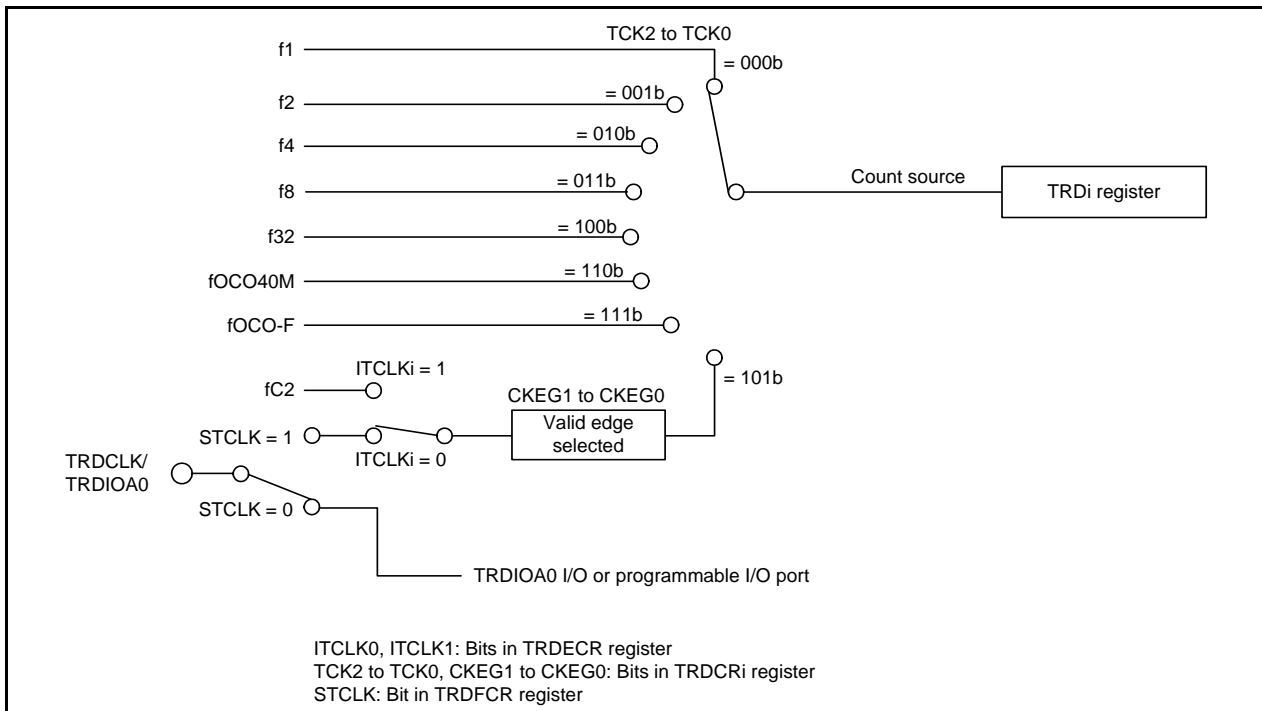 TCK2 to TCK0
f1
= 000b
f2
= 001b
f4
= 010b
f8
= 011b
Count source
TRDi register
f32
= 100b
fOCO40M
= 110b
fOCO-F
= 111b
fC2
ITCLKi = 1
= 101b
CKEG1 to CKEG0
Valid edge
selected
STCLK = 1
ITCLKi = 0
TRDCLK/
TRDIOA0
STCLK = 0
TRDIOA0 I/O or programmable I/O port
ITCLK0, ITCLK1: Bits in TRDECR register
TCK2 to TCK0, CKEG1 to CKEG0: Bits in TRDCRi register
STCLK: Bit in TRDFCR register